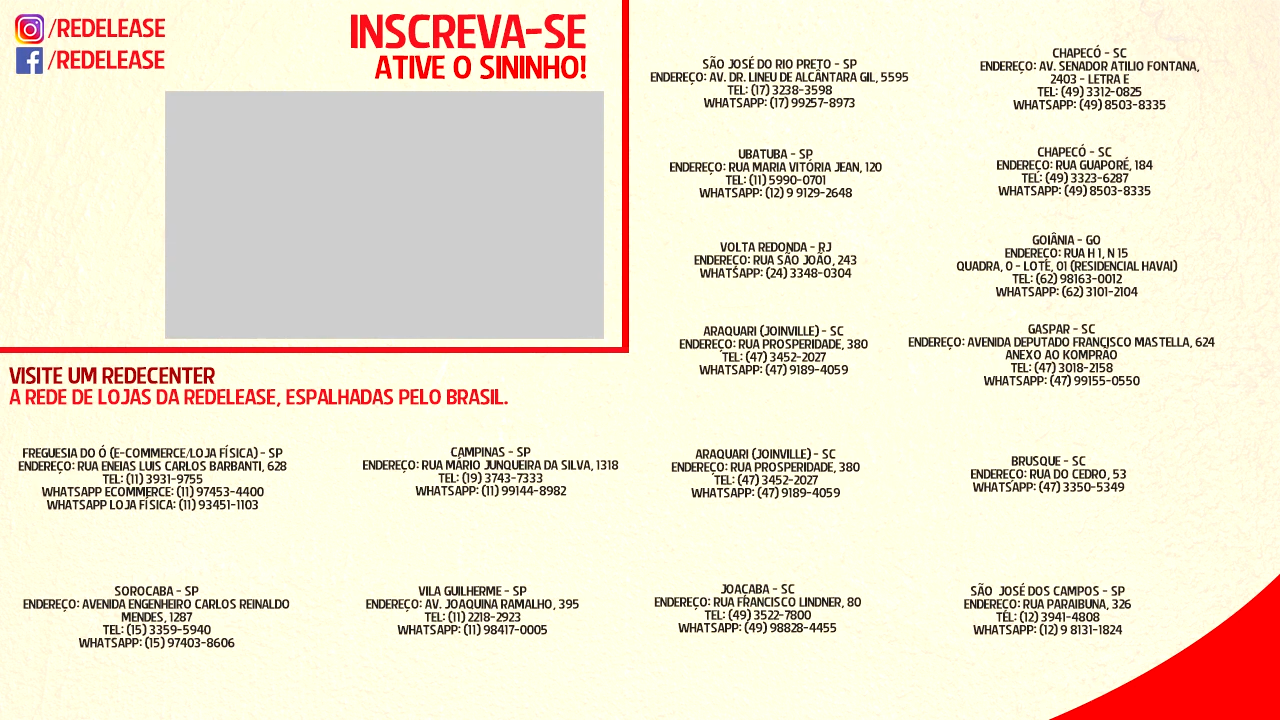 /REDELEASE
/REDELEASE
INSCREVA-SE
ATIVE O SININHO!
VISITE UM REDECENTER
A REDE DE LOJAS DA REDELEASE, ESPALHADAS PELO BRASIL.
FREGUESIA DO Ó (E-COMMERCE/LOJA FÍSICA) - SP
ENDEREÇO: RUA ENEIAS LUIS CARLOS BARBANTI, 628
TEL: (11) 3931-9755
WHATSAPP ECOMMERCE: (11) 97453-4400
WHATSAPP LOJA FÍSICA: (11) 93451-1103
CAMPINAS - SP
ENDEREÇO: RUA MÁRIO JUNQUEIRA DA SILVA, 1318
TEL: (19) 3743-7333
WHATSAPP: (11) 99144-8982
SOROCABA - SP
ENDEREÇO: AVENIDA ENGENHEIRO CARLOS REINALDO
MENDES, 1287
TEL: (15) 3359-5940
WHATSAPP: (15) 97403-8606
VILA GUILHERME - SP
ENDEREÇO: AV. JOAQUINA RAMALHO, 395
TEL: (11) 2218-2923
WHATSAPP: (11) 98417-0005
SÃO JOSÉ DO RIO PRETO - SP
ENDEREÇO: AV. DR. LINEU DE ALCÂNTARA GIL, 5595
TEL: (17) 3238-3598
WHATSAPP: (17) 99257-8973
CHAPECÓ - SC
ENDEREÇO: AV. SENADOR ATILIO FONTANA,
2403 - LETRA E
TEL: (49) 3312-0825
WHATSAPP: (49) 8503-8335
UBATUBA - SP
ENDEREÇO: RUA MARIA VITÓRIA JEAN, 120
TEL: (11) 5990-0701
WHATSAPP: (12) 9 9129-2648
CHAPECÓ - SC
ENDEREÇO: RUA GUAPORÉ, 184
TEL: (49) 3323-6287
WHATSAPP: (49) 8503-8335
VOLTA REDONDA - RJ
ENDEREÇO: RUA SÃO JOÃO, 243
WHATSAPP: (24) 3348-0304
GOIÂNIA - GO
ENDEREÇO: RUA H 1, N 15
QUADRA, 0 - LOTE, 01 (RESIDENCIAL HAVAI)
TEL: (62) 98163-0012
WHATSAPP: (62) 3101-2104
ARAQUARI (JOINVILLE) - SC
ENDEREÇO: RUA PROSPERIDADE, 380
TEL: (47) 3452-2027
WHATSAPP: (47) 9189-4059
GASPAR - SC
ENDEREÇO: AVENIDA DEPUTADO FRANCISCO MASTELLA, 624
ANEXO AO KOMPRÃO
TEL: (47) 3018-2158
WHATSAPP: (47) 99155-0550
ARAQUARI (JOINVILLE) - SC
ENDEREÇO: RUA PROSPERIDADE, 380
TEL: (47) 3452-2027
WHATSAPP: (47) 9189-4059
BRUSQUE - SC
ENDEREÇO: RUA DO CEDRO, 53
WHATSAPP: (47) 3350-5349
JOAÇABA - SC
ENDEREÇO: RUA FRANCISCO LINDNER, 80
TEL: (49) 3522-7800
WHATSAPP: (49) 98828-4455
SÃO JOSÉ DOS CAMPOS - SP
ENDEREÇO: RUA PARAIBUNA, 326
TEL: (12) 3941-4808
WHATSAPP: (12) 9 8131-1824